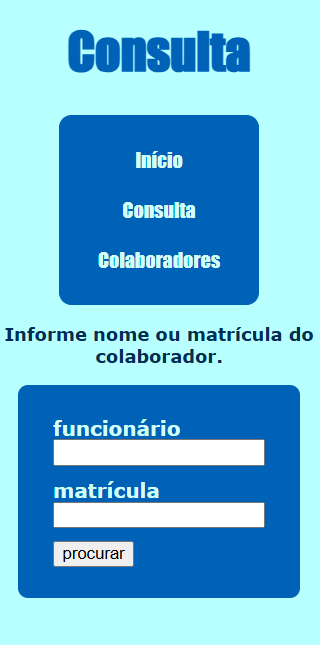 Consulta
Início
Consulta
Colaboradores
Informe nome ou matrícula do
colaborador.
funcionário
matrícula
procurar